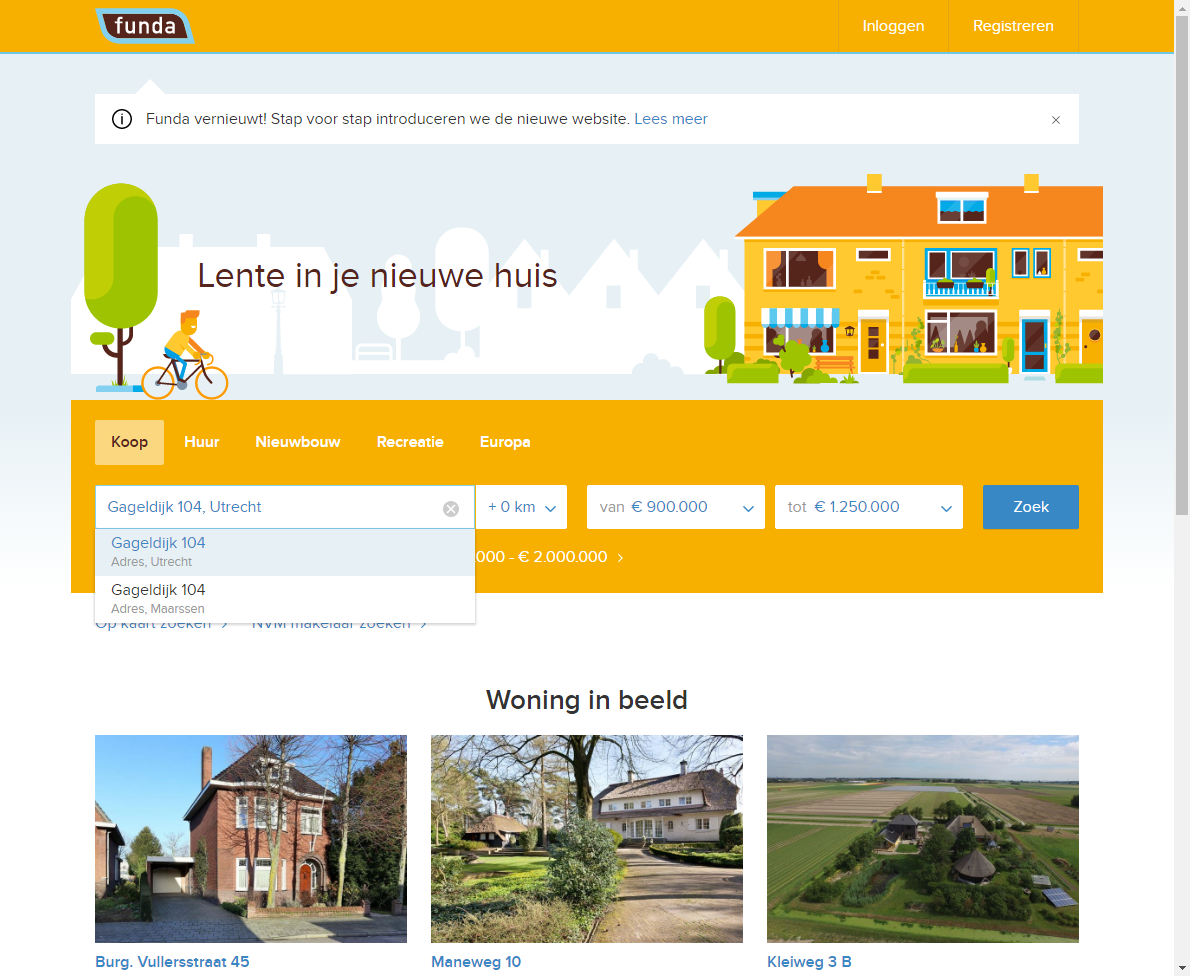 funda
Inloggen
Registreren
Funda vernieuwt! Stap voor stap introduceren we de nieuwe website. Lees meer
Lente in je nieuwe huis
Koop
Huur
Nieuwbouw
Recreatie
Europa
Gageldijk 104, Utrecht
+ 0 km
van € 900.000
tot € 1.250.000
Zoek
Gageldijk 104
Adres, Utrecht
000 - € 2.000.000
Gageldijk 104
Adres, Maarssen
Op kaart zoeken
NVM makelaar zoeken
Woning in beeld
Burg. Vullersstraat 45
Maneweg 10
Kleiweg 3 B